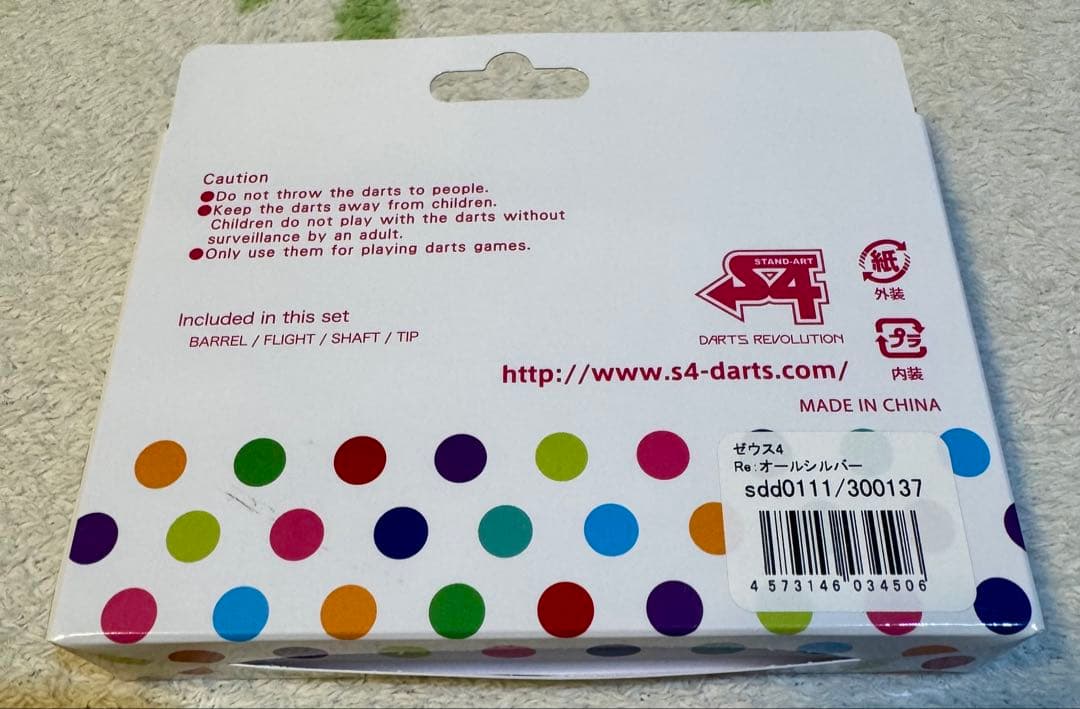 Caution
●Do not throw the darts to people.
●Keep the darts away from children.
Children do not play with the darts without
surveillance by an adult.
●Only use them for playing darts games.
Included in this set
BARREL / FLIGHT / SHAFT / TIP
STAND-ART
S4
DARTS REVOLUTION
紙
外装
プラ
内装
http://www.s4-darts.com/
MADE IN CHINA
ゼウス4
Re:オールシルバー
sdd0111/300137
4 573146 034506